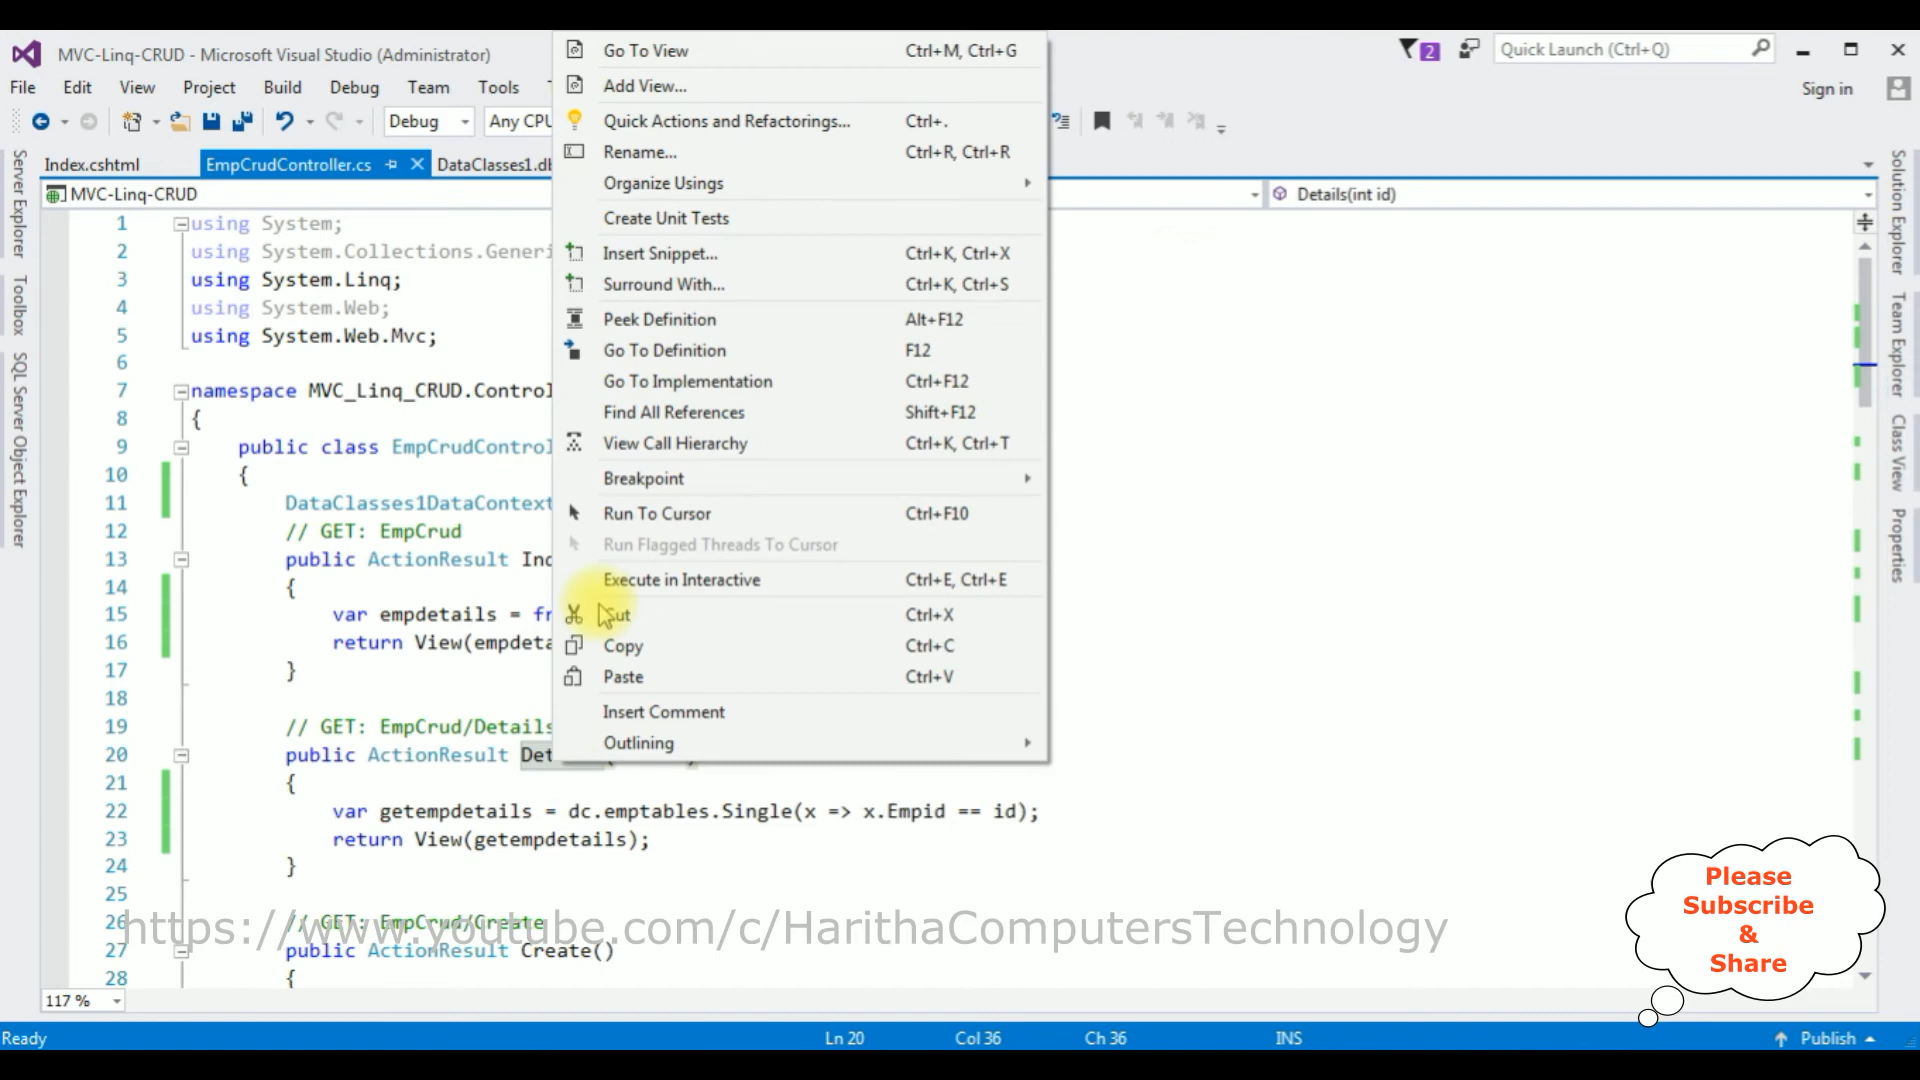 MVC-Linq-CRUD - Microsoft Visual Studio (Administrator)
2
Quick Launch (Ctrl+Q)
File Edit View Project Build Debug Team Tools
Sign in
Debug
Any CPU
Index.cshtml
EmpCrudController.cs
DataClasses1.db
MVC-Linq-CRUD
Details(int id)
Server Explorer
Toolbox
SQL Server Object Explorer
1 using System;
2 using System.Collections.Generi
3 using System.Linq;
4 using System.Web;
5 using System.Web.Mvc;
6
7 namespace MVC_Linq_CRUD.Control
8 {
9 public class EmpCrudControl
10 {
11 DataClasses1DataContext
12 // GET: EmpCrud
13 public ActionResult Ind
14 {
15 var empdetails = fr
16 return View(empdeta
17 }
18
19 // GET: EmpCrud/Details
20 public ActionResult Det
21 {
22 var getempdetails = dc.emptables.Single(x => x.Empid == id);
23 return View(getempdetails);
24 }
25
26 // GET: EmpCrud/Create
27 public ActionResult Create()
28 {
Go To View Ctrl+M, Ctrl+G
Add View...
Quick Actions and Refactorings... Ctrl+.
Rename... Ctrl+R, Ctrl+R
Organize Usings
Create Unit Tests
Insert Snippet... Ctrl+K, Ctrl+X
Surround With... Ctrl+K, Ctrl+S
Peek Definition Alt+F12
Go To Definition F12
Go To Implementation Ctrl+F12
Find All References Shift+F12
View Call Hierarchy Ctrl+K, Ctrl+T
Breakpoint
Run To Cursor Ctrl+F10
Run Flagged Threads To Cursor
Execute in Interactive Ctrl+E, Ctrl+E
Cut Ctrl+X
Copy Ctrl+C
Paste Ctrl+V
Insert Comment
Outlining
Solution Explorer
Team Explorer
Class View
Properties
https://www.youtube.com/c/HarithaComputersTechnology
Please
Subscribe
&
Share
117 %
Ready
Ln 20
Col 36
Ch 36
INS
Publish